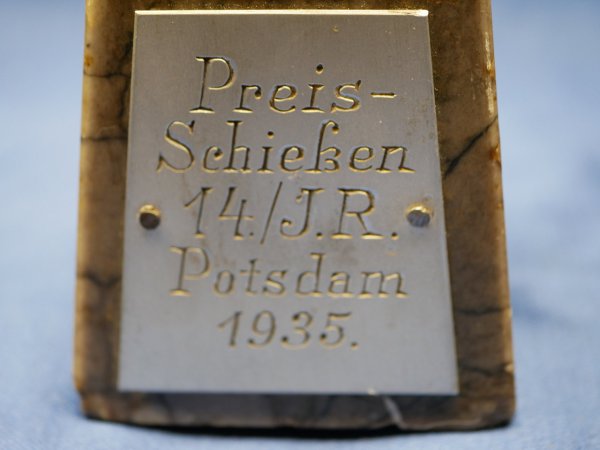 Preis-
Schießen
14./J.R.
Potsdam
1935.